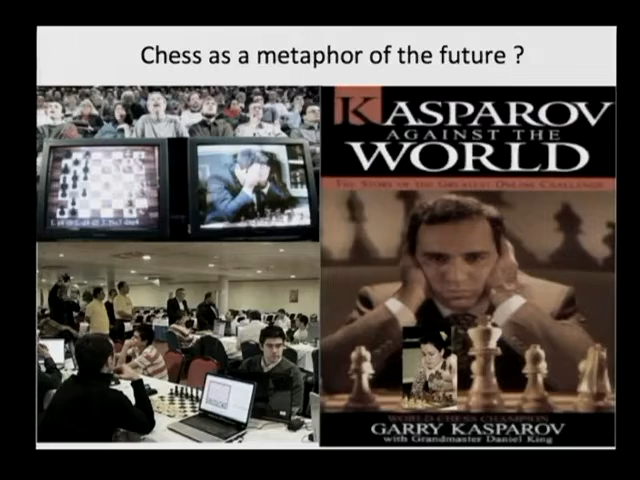 Chess as a metaphor of the future ?
KASPAROV
AGAINST THE
WORLD
THE STORY OF THE GREATEST ONLINE CHALLENGE
WORLD CHESS CHAMPION
GARRY KASPAROV
with Grandmaster Daniel King